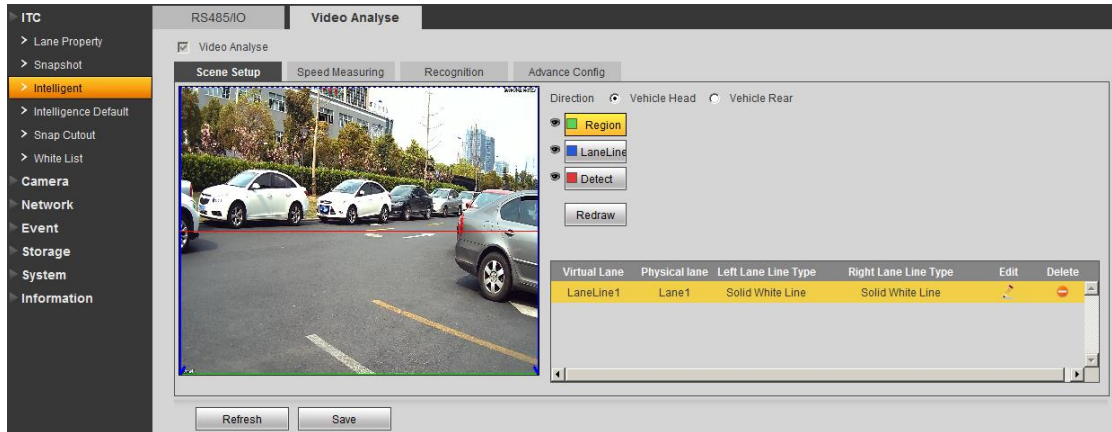 ITC
Lane Property
Snapshot
Intelligent
Intelligence Default
Snap Cutout
White List
Camera
Network
Event
Storage
System
Information
RS485/IO
Video Analyse
Video Analyse
Scene Setup
Speed Measuring
Recognition
Advance Config
Direction
Vehicle Head
Vehicle Rear
Region
LaneLine
Detect
Redraw
Virtual Lane Physical lane Left Lane Line Type Right Lane Line Type Edit Delete
LaneLine1 Lane1 Solid White Line Solid White Line
Refresh
Save